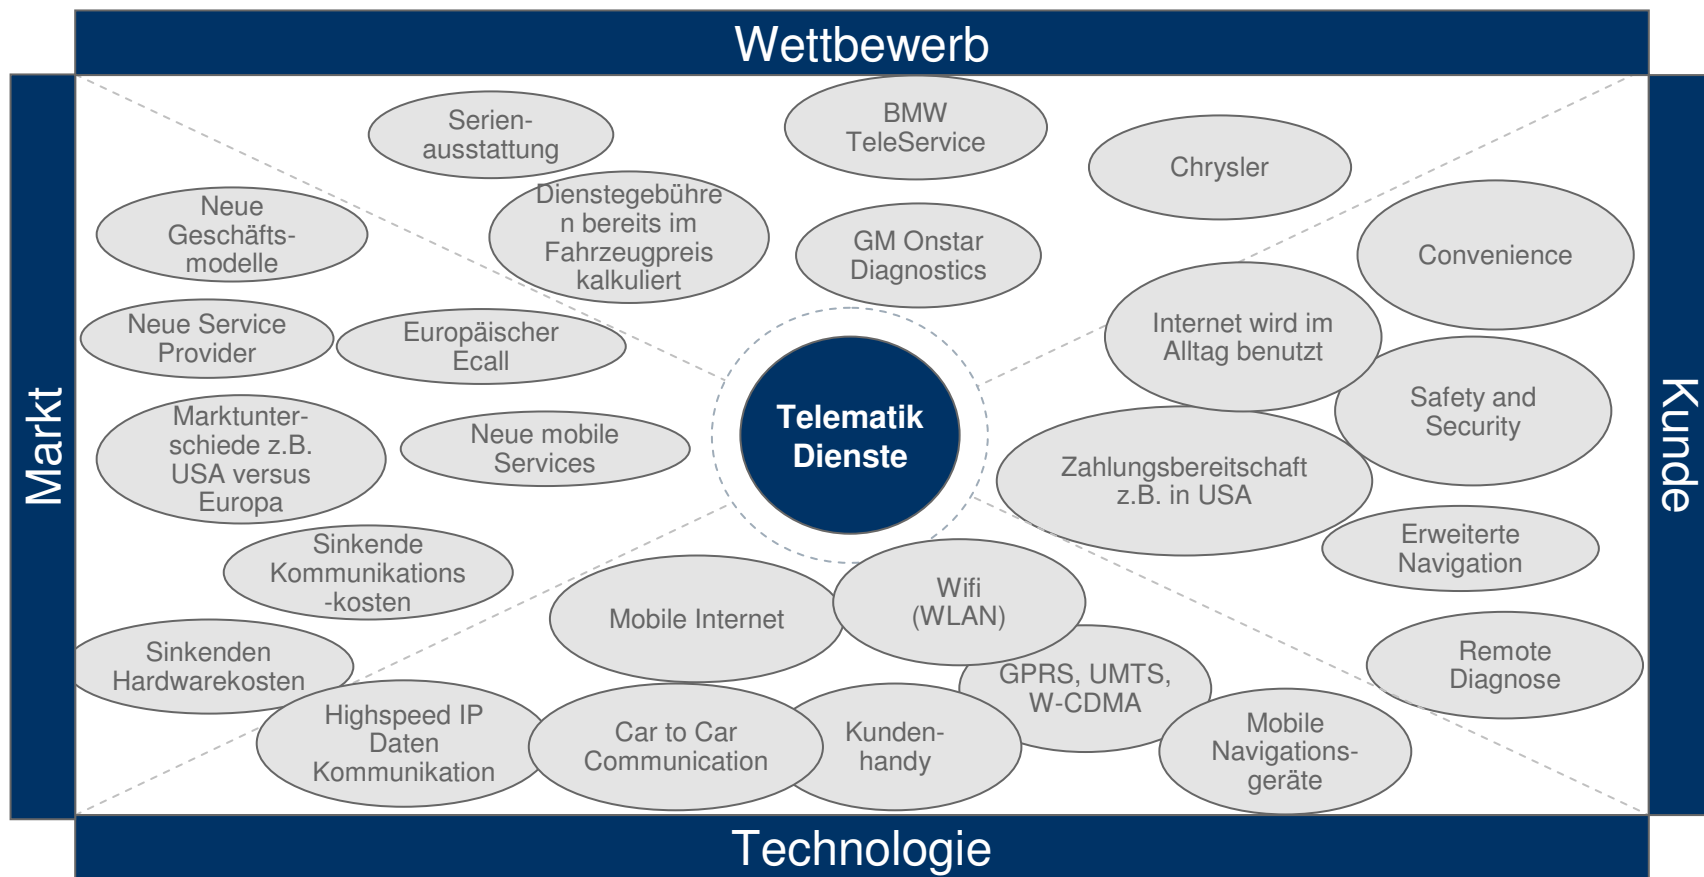 Wettbewerb
Markt
Kunde
Technologie
Serien-
ausstattung
BMW
TeleService
Chrysler
Dienstegebühre
n bereits im
Fahrzeugpreis
kalkuliert
GM Onstar
Diagnostics
Neue
Geschäfts-
modelle
Neue Service
Provider
Europäischer
Ecall
Marktunter-
schiede z.B.
USA versus
Europa
Neue mobile
Services
Sinkende
Kommunikations
-kosten
Sinkenden
Hardwarekosten
Telematik
Dienste
Convenience
Internet wird im
Alltag benutzt
Safety and
Security
Zahlungsbereitschaft
z.B. in USA
Erweiterte
Navigation
Remote
Diagnose
Mobile Internet
Wifi
(WLAN)
GPRS, UMTS,
W-CDMA
Highspeed IP
Daten
Kommunikation
Car to Car
Communication
Kunden-
handy
Mobile
Navigations-
geräte